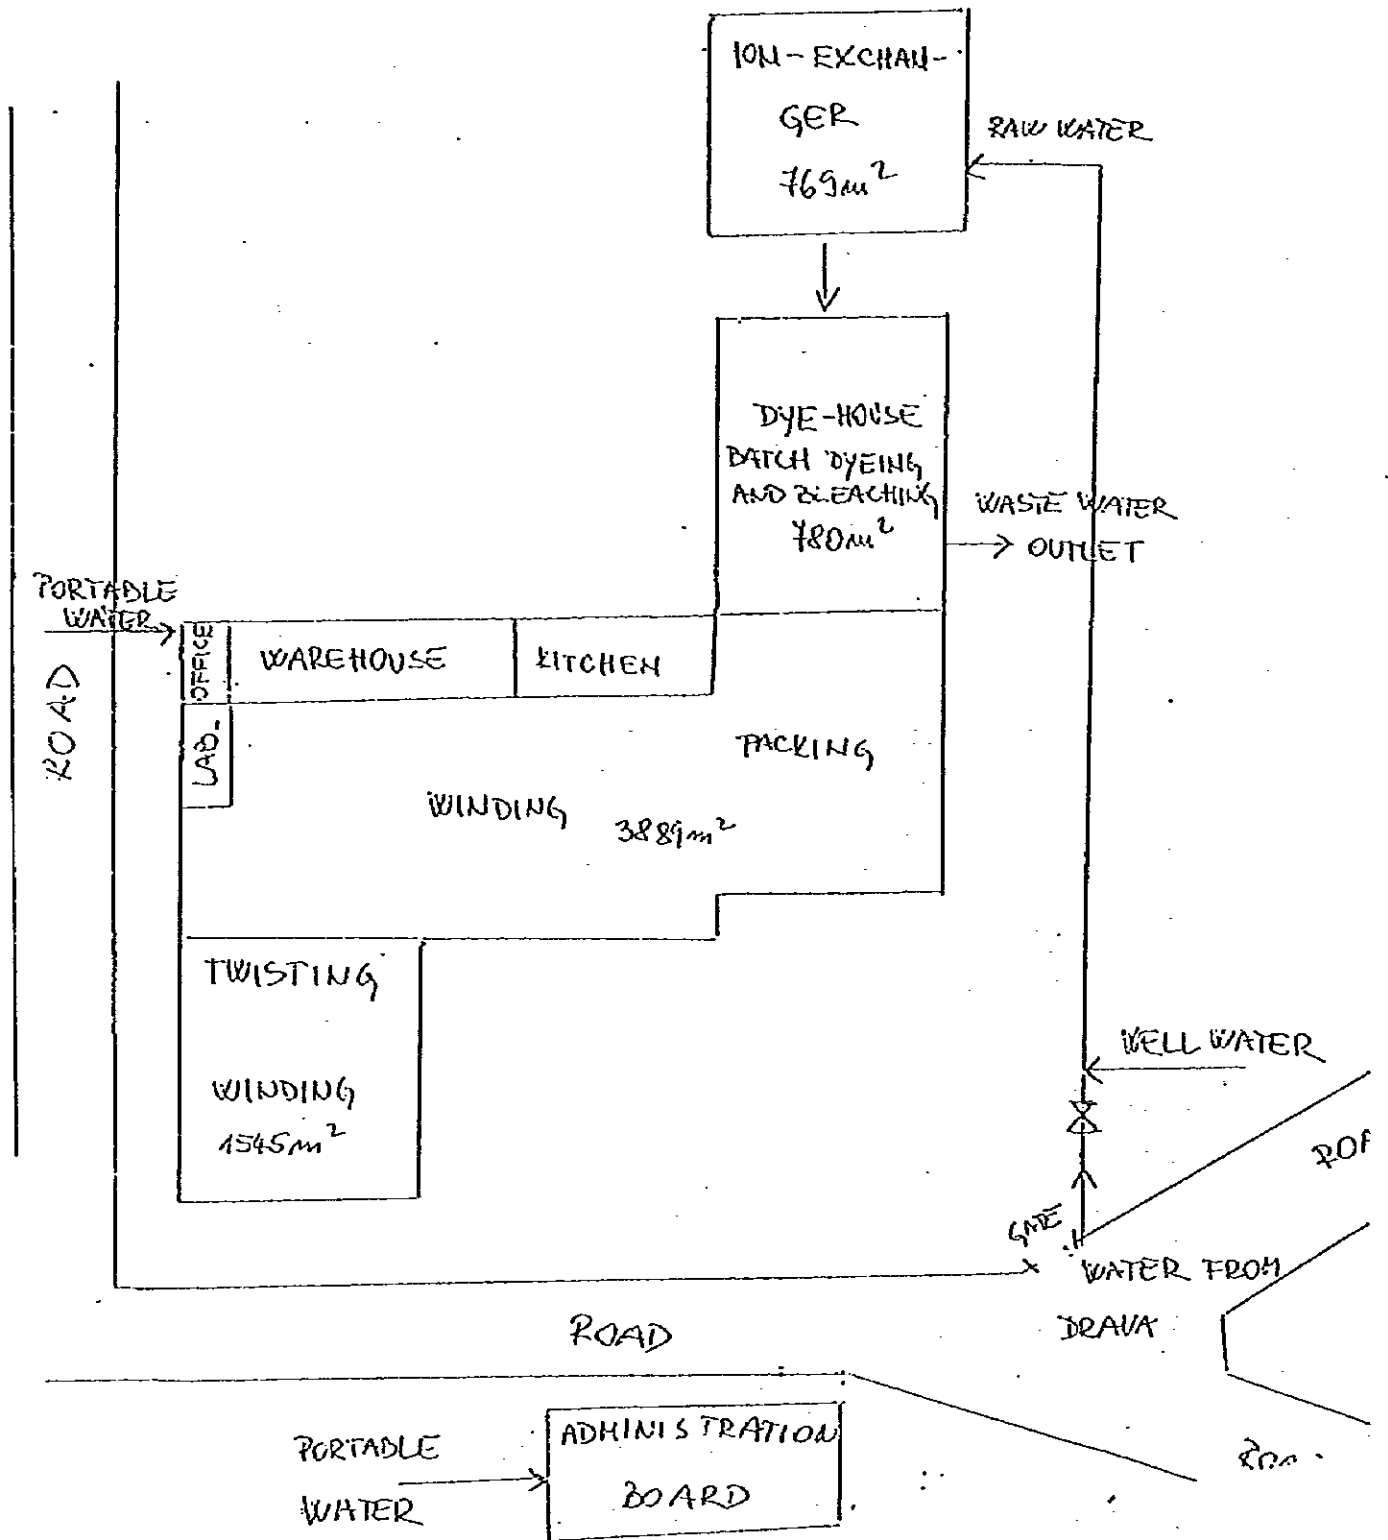 ION-EXCHAN-
GER
769m²
RAW WATER
DYE-HOUSE
BATCH DYEING
AND BLEACHING
780m²
WASTE WATER
OUTLET
PORTABLE
WATER
ROAD
OFFICE
WAREHOUSE
KITCHEN
LAB.
PACKING
WINDING
3889m²
TWISTING
WINDING
1545m²
WELL WATER
GATE
WATER FROM
DRAVA
ROAD
PORTABLE
WATER
ADMINISTRATION
BOARD